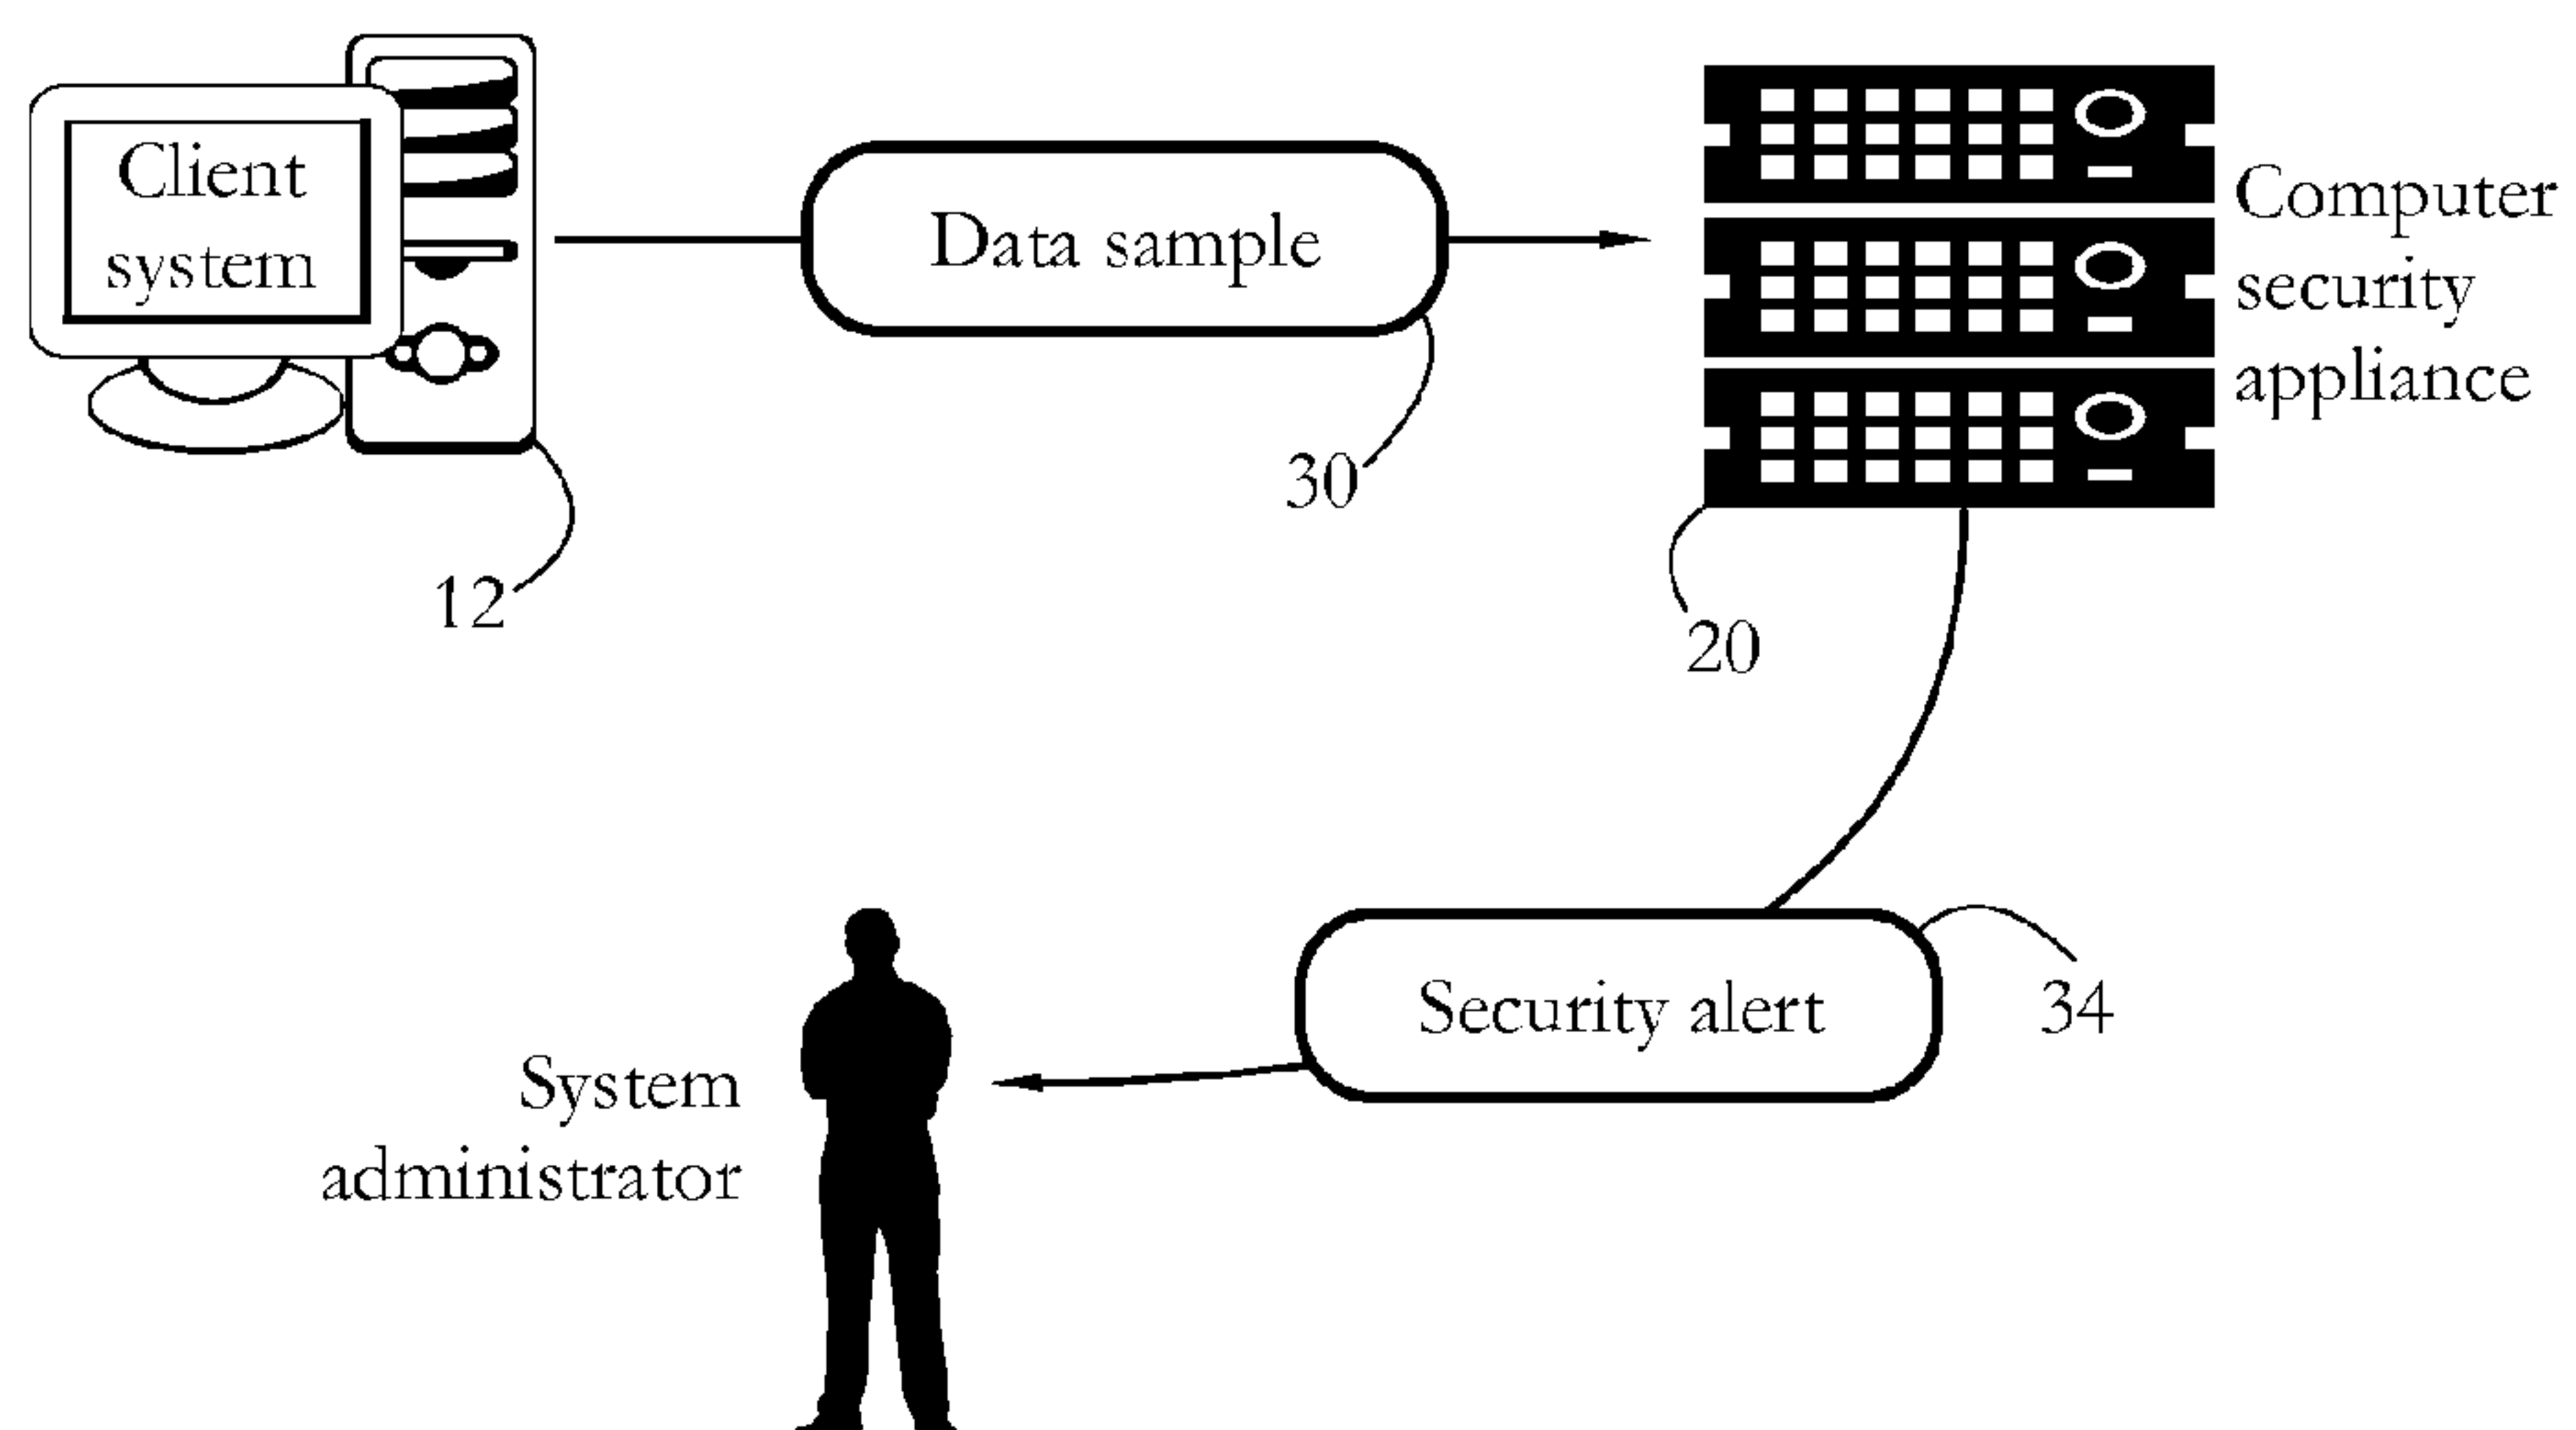 Client
system
Data sample
Computer
security
appliance
30
12
20
Security alert
34
System
administrator